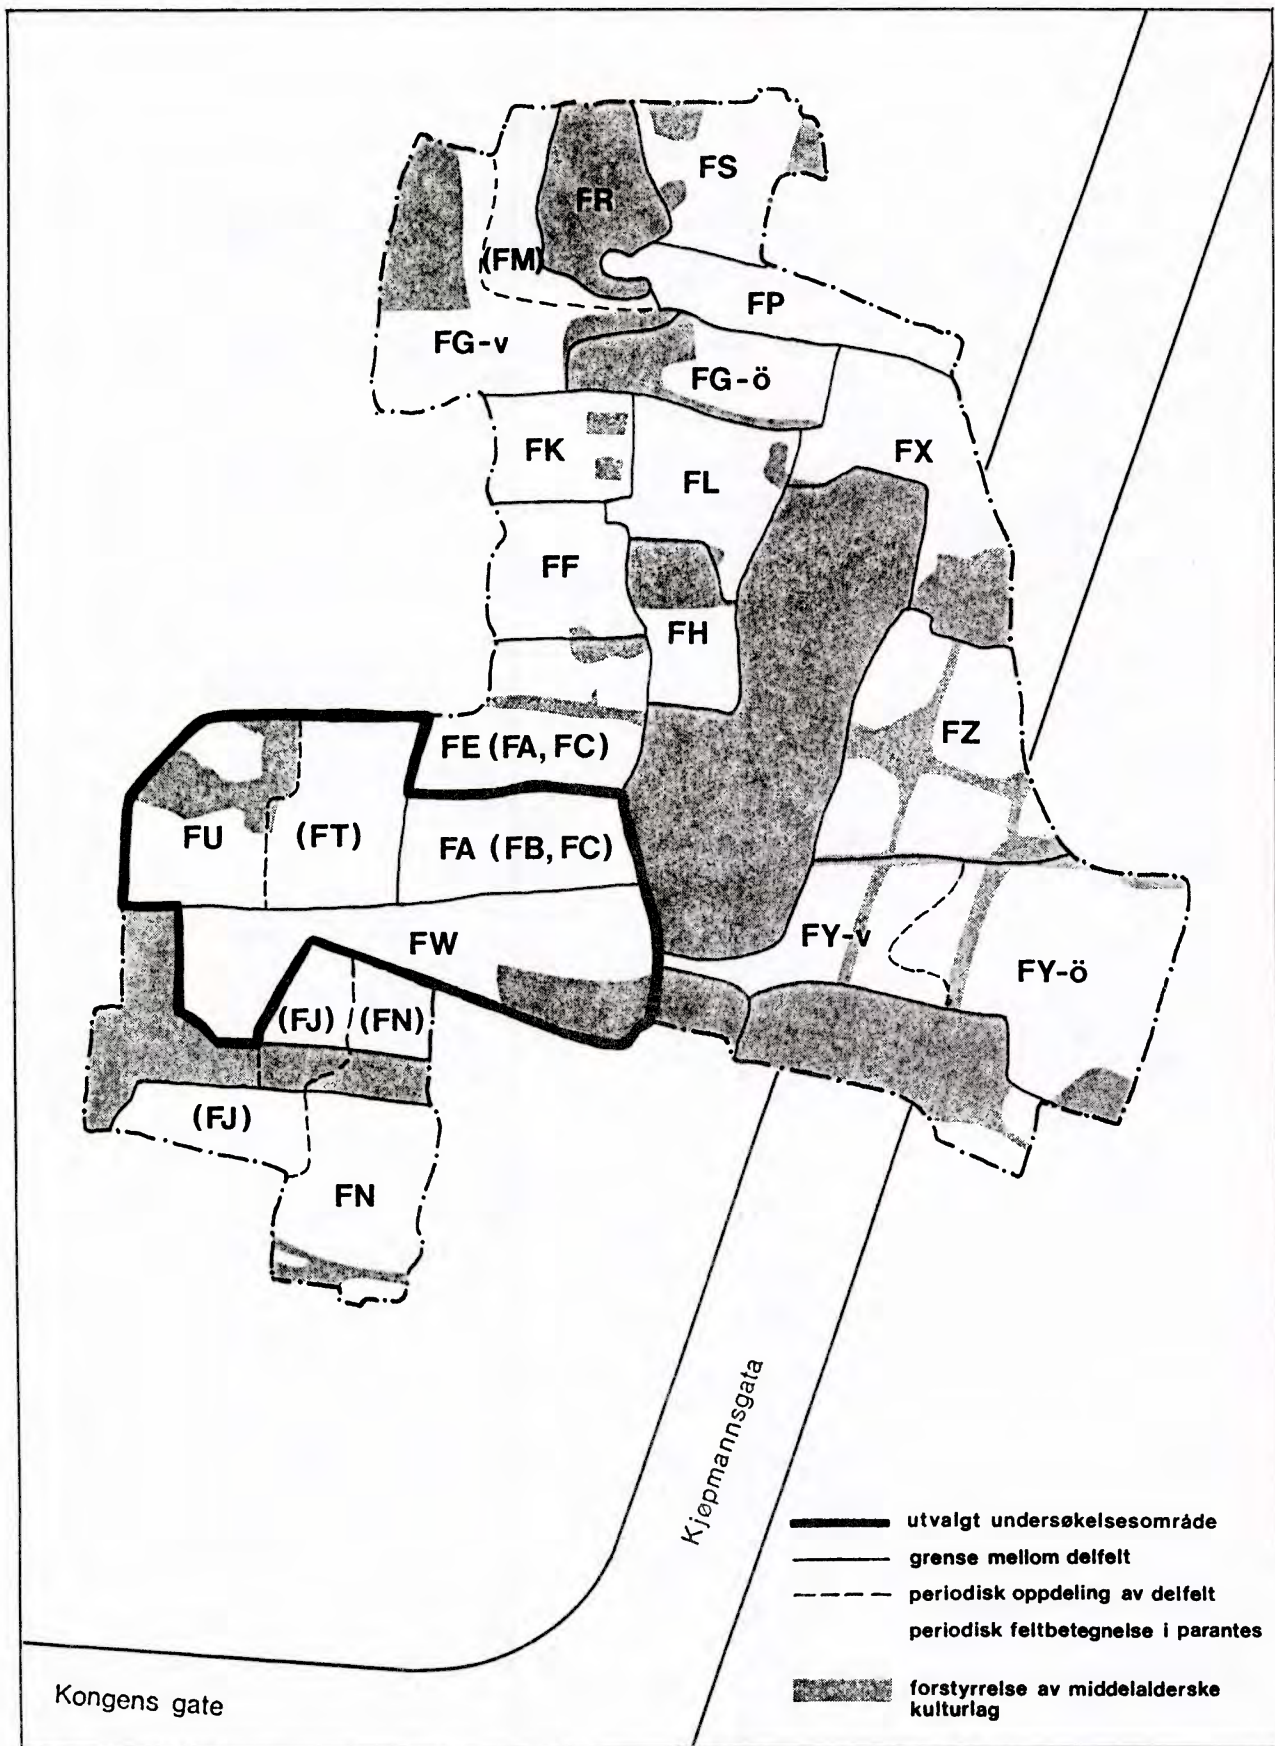 FS
FR
(FM)
FP
FG-v
FG-ö
FK
FX
FL
FF
FH
FZ
FE (FA, FC)
FU
(FT)
FA (FB, FC)
FW
FY-v
FY-ö
(FJ)
(FN)
(FJ)
FN
Kjøpmannsgata
Kongens gate
utvalgt undersøkelsesområde
grense mellom delfelt
periodisk oppdeling av delfelt
periodisk feltbetegnelse i parantes
forstyrrelse av middelalderske
kulturlag